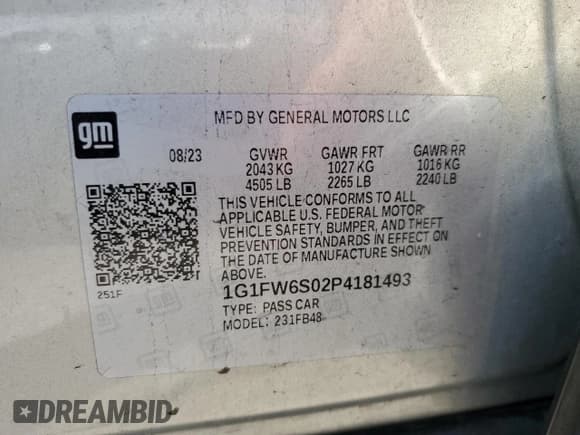 gm MFD BY GENERAL MOTORS LLC
08/23 GVWR GAWR FRT GAWR RR
2043 KG 1027 KG 1016 KG
4505 LB 2265 LB 2240 LB
THIS VEHICLE CONFORMS TO ALL
APPLICABLE U.S. FEDERAL MOTOR
VEHICLE SAFETY, BUMPER, AND THEFT
PREVENTION STANDARDS IN EFFECT ON
THE DATE OF MANUFACTURE SHOWN
ABOVE.
251F
1G1FW6S02P4181493
TYPE: PASS CAR
MODEL: 231FB48
DREAMBID